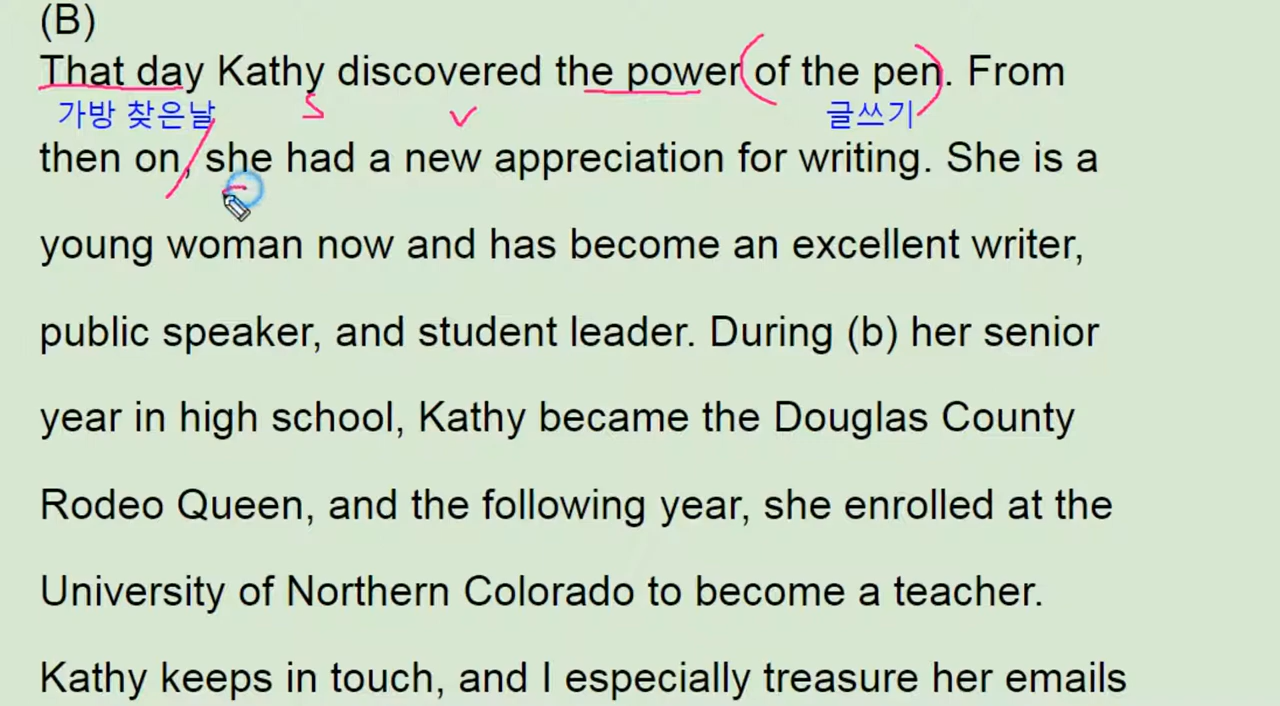 (B)
That day Kathy discovered the power of the pen. From
가방 찾은날 S V 글쓰기
then on, she had a new appreciation for writing. She is a
young woman now and has become an excellent writer,
public speaker, and student leader. During (b) her senior
year in high school, Kathy became the Douglas County
Rodeo Queen, and the following year, she enrolled at the
University of Northern Colorado to become a teacher.
Kathy keeps in touch, and I especially treasure her emails